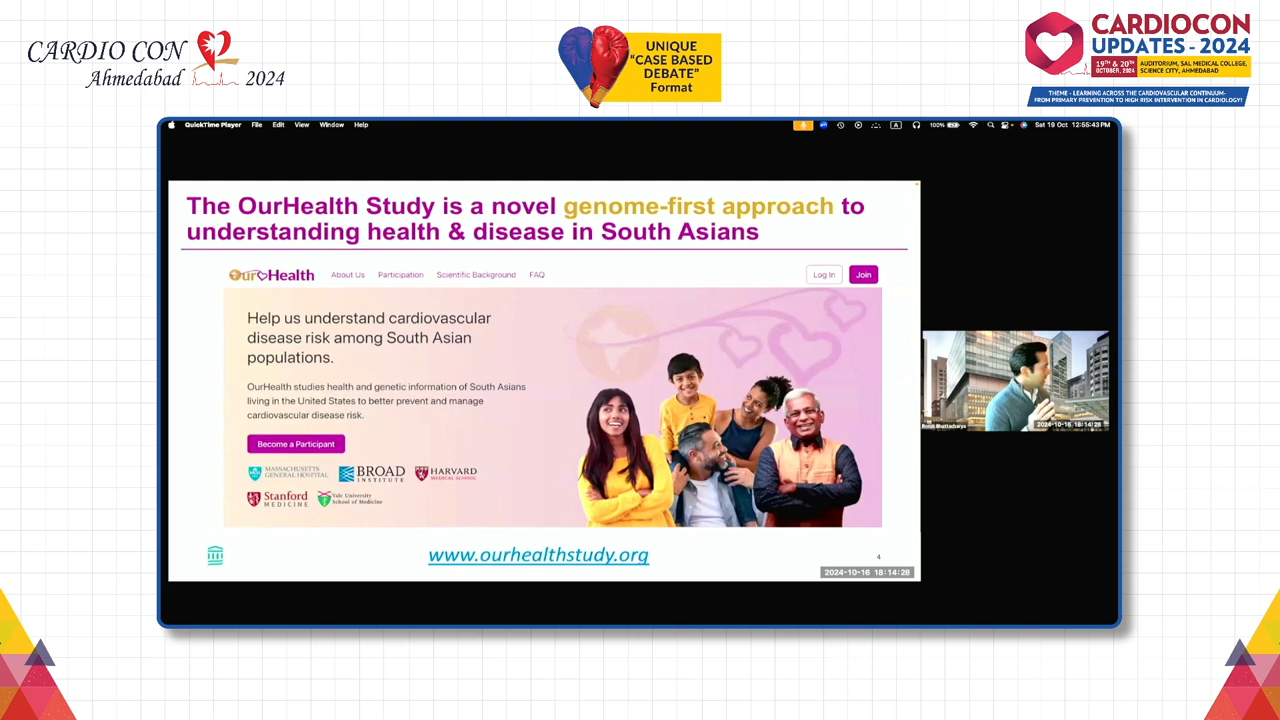 CARDIO CON
Ahmedabad 2024
UNIQUE
"CASE BASED
DEBATE"
Format
CARDIOCON
UPDATES - 2024
19TH & 20TH
OCTOBER, 2024
AUDITORIUM, SAL MEDICAL COLLEGE,
SCIENCE CITY, AHMEDABAD
THEME - LEARNING ACROSS THE CARDIOVASCULAR CONTINUUM-
FROM PRIMARY PREVENTION TO HIGH RISK INTERVENTION IN CARDIOLOGY!
QuickTime Player File Edit View Window Help
A 100% Sat 19 Oct 12:55:43 PM
The OurHealth Study is a novel genome-first approach to
understanding health & disease in South Asians
OurHealth About Us Participation Scientific Background FAQ Log In Join
Help us understand cardiovascular
disease risk among South Asian
populations.
OurHealth studies health and genetic information of South Asians
living in the United States to better prevent and manage
cardiovascular disease risk.
Become a Participant
MASSACHUSETTS
GENERAL HOSPITAL
BROAD
INSTITUTE
HARVARD
MEDICAL SCHOOL
Stanford
MEDICINE
Yale University
School of Medicine
www.ourhealthstudy.org
4
2024-10-16 18:14:28
Romit Bhattacharya
2024-10-16 18:14:28